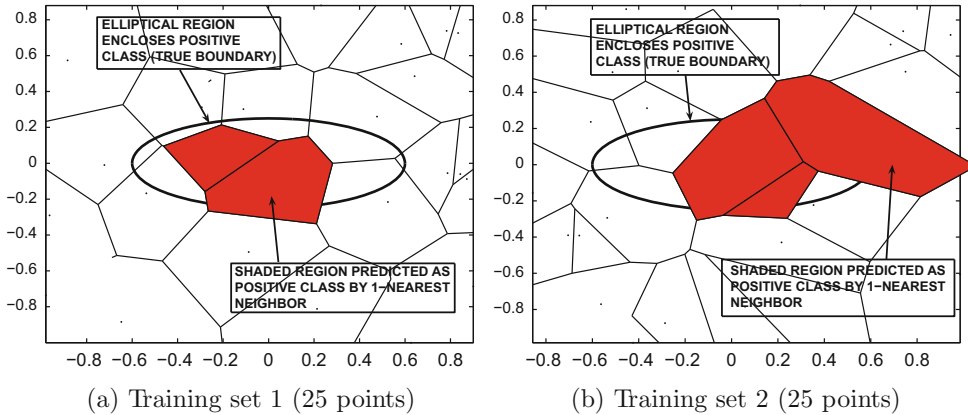 ELLIPTICAL REGION
ENCLOSES POSITIVE
CLASS (TRUE BOUNDARY)
0.8
0.6
0.4
0.2
0
−0.2
−0.4
−0.6
−0.8
SHADED REGION PREDICTED AS
POSITIVE CLASS BY 1−NEAREST
NEIGHBOR
−0.8 −0.6 −0.4 −0.2 0 0.2 0.4 0.6 0.8
(a) Training set 1 (25 points)
ELLIPTICAL REGION
ENCLOSES POSITIVE
CLASS (TRUE BOUNDARY)
0.8
0.6
0.4
0.2
0
−0.2
−0.4
−0.6
−0.8
SHADED REGION PREDICTED AS
POSITIVE CLASS BY 1−NEAREST
NEIGHBOR
−0.8 −0.6 −0.4 −0.2 0 0.2 0.4 0.6 0.8
(b) Training set 2 (25 points)